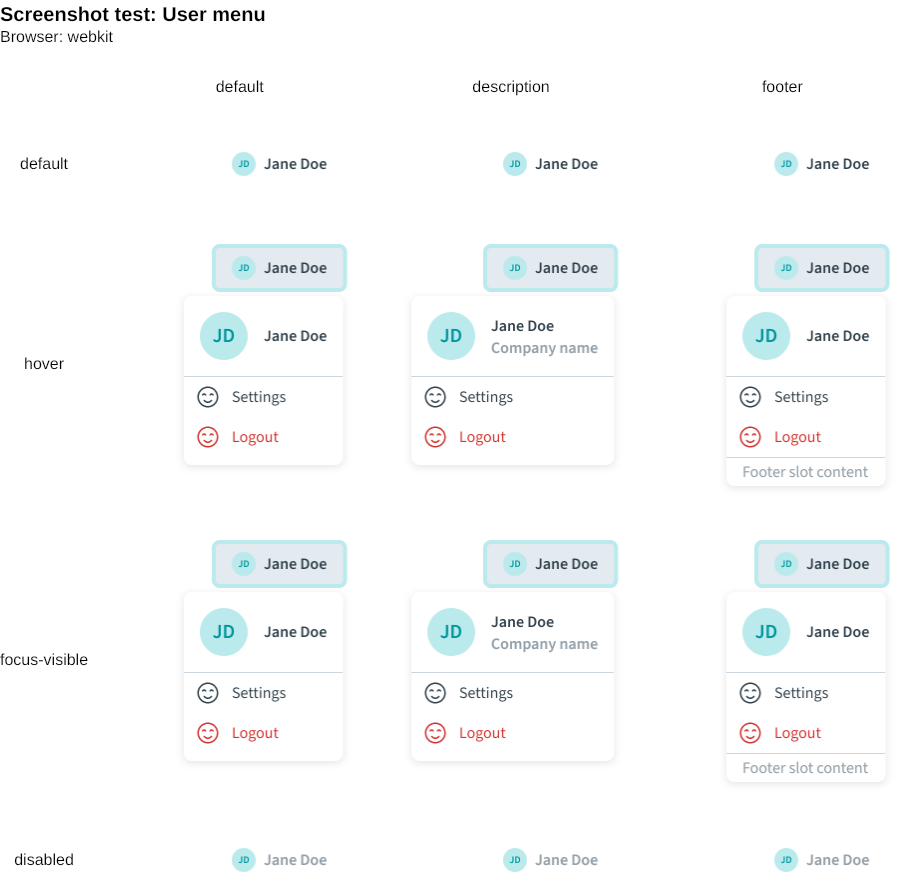 Screenshot test: User menu
Browser: webkit
default description footer
default JD Jane Doe JD Jane Doe JD Jane Doe
JD Jane Doe JD Jane Doe JD Jane Doe
hover
JD Jane Doe
Settings
Logout
JD Jane Doe
Company name
Settings
Logout
JD Jane Doe
Settings
Logout
Footer slot content
JD Jane Doe JD Jane Doe JD Jane Doe
focus-visible
JD Jane Doe
Settings
Logout
JD Jane Doe
Company name
Settings
Logout
JD Jane Doe
Settings
Logout
Footer slot content
disabled JD Jane Doe JD Jane Doe JD Jane Doe